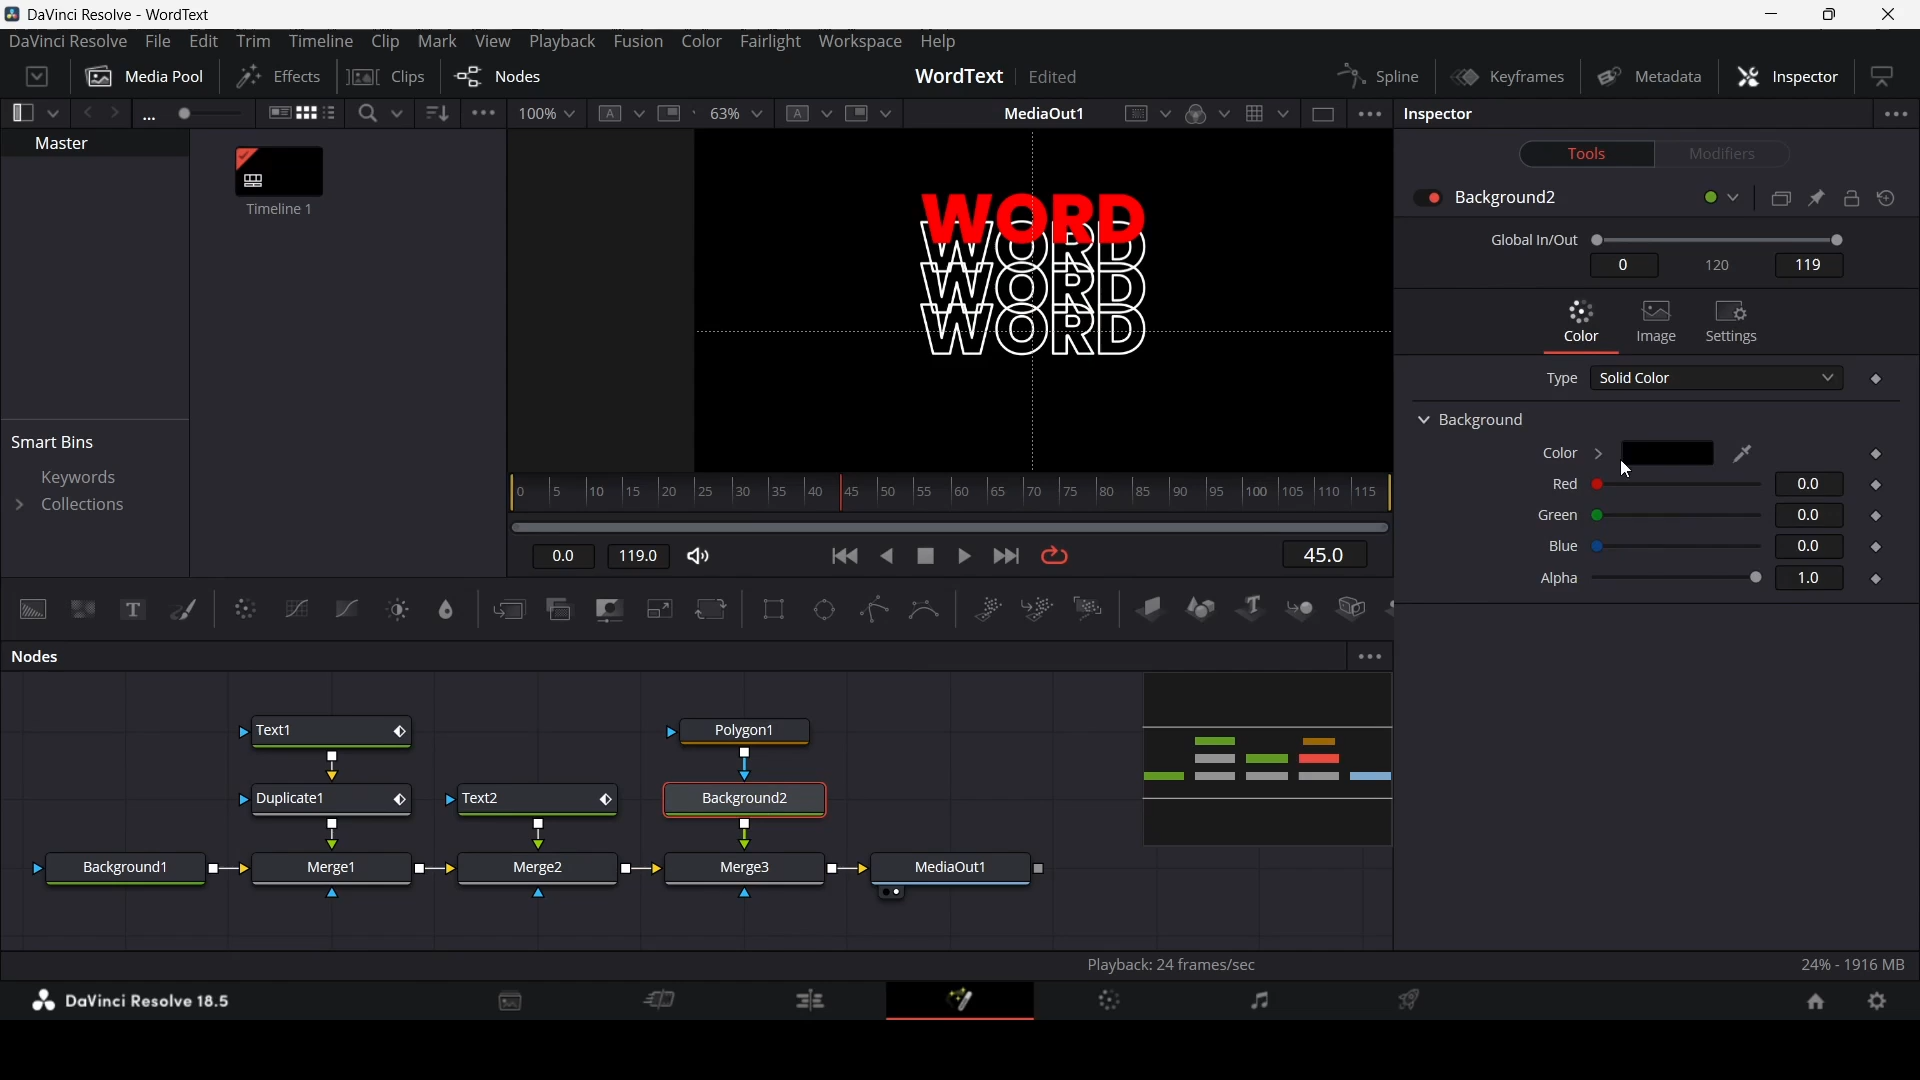 DaVinci Resolve - WordText
DaVinci Resolve File Edit Trim Timeline Clip Mark View Playback Fusion Color Fairlight Workspace Help
Media Pool Effects Clips Nodes WordText Edited Spline Keyframes Metadata Inspector
... 100% A 63% A MediaOut1 Inspector
Master
Timeline 1
Smart Bins
Keywords
Collections
WORD
WORD
WORD
WORD
0 5 10 15 20 25 30 35 40 45 50 55 60 65 70 75 80 85 90 95 100 105 110 115
0.0 119.0 45.0
Tools Modifiers
Background2
Global In/Out
0 120 119
Color Image Settings
Type Solid Color
Background
Color
Red 0.0
Green 0.0
Blue 0.0
Alpha 1.0
T T
Nodes
Text1 Polygon1
Duplicate1 Text2 Background2
Background1 Merge1 Merge2 Merge3 MediaOut1
Playback: 24 frames/sec 24% - 1916 MB
DaVinci Resolve 18.5